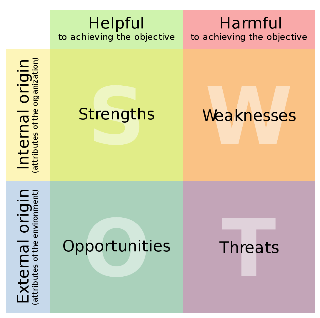 Helpful
to achieving the objective
Harmful
to achieving the objective
Internal origin
(attributes of the organization)
S
Strengths
W
Weaknesses
External origin
(attributes of the environment)
O
Opportunities
T
Threats